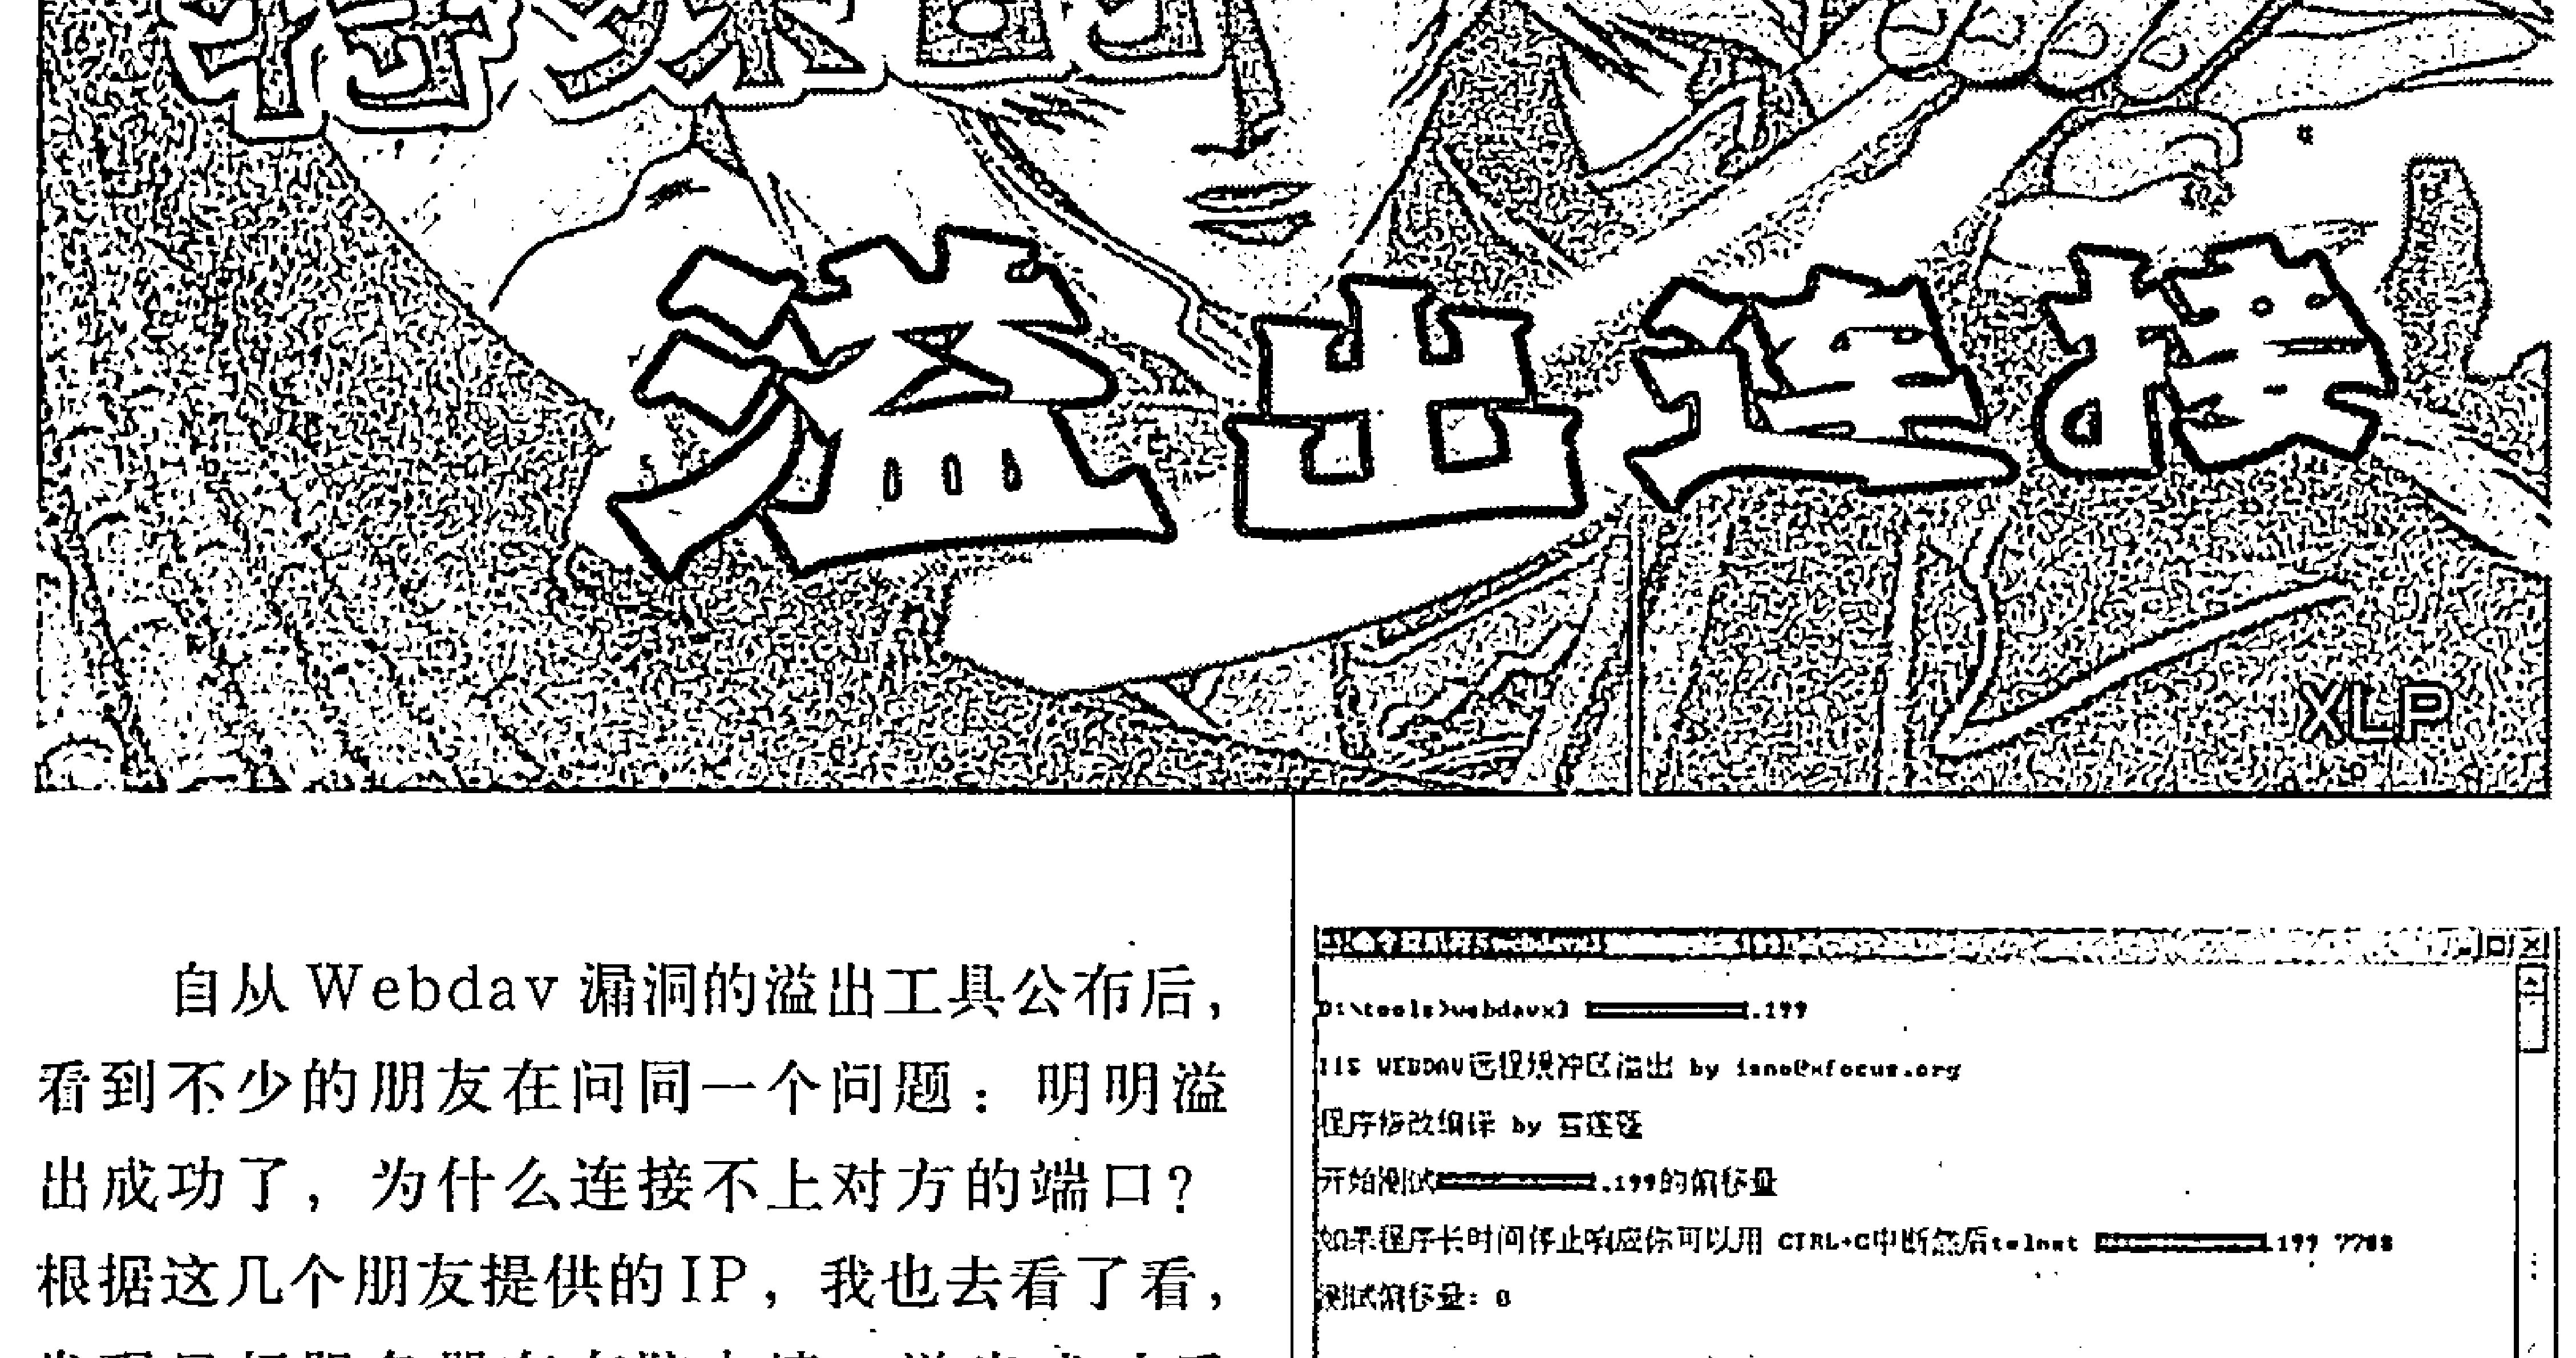 特殊的
溢出连接
XLP
自从 Webdav 漏洞的溢出工具公布后，
看到不少的朋友在问同一个问题：明明溢
出成功了，为什么连接不上对方的端口？
根据这几个朋友提供的IP，我也去看了看，
D:\tools>webdavx3 .199
IIS WEBDAV远程缓冲区溢出 by isno@xfocus.org
程序修改编译 by
开始测试.199的偏移量
如果程序长时间停止响应你可以用 CTRL+C中断然后telnet .199 7788
测试偏移量：0